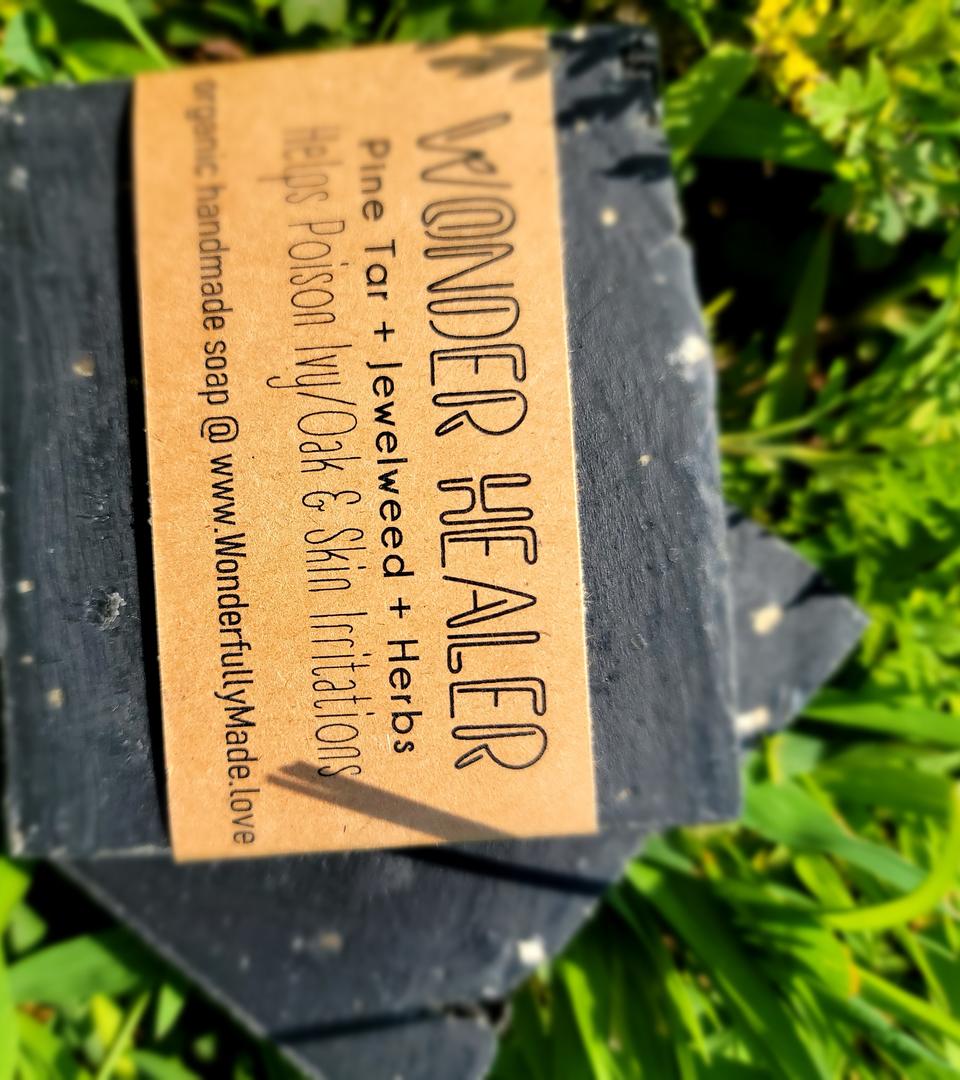 WONDER HEALER
Pine Tar + Jewelweed + Herbs
Helps Poison Ivy/Oak & Skin Irritations
organic handmade soap @ www.WonderfullyMade.love